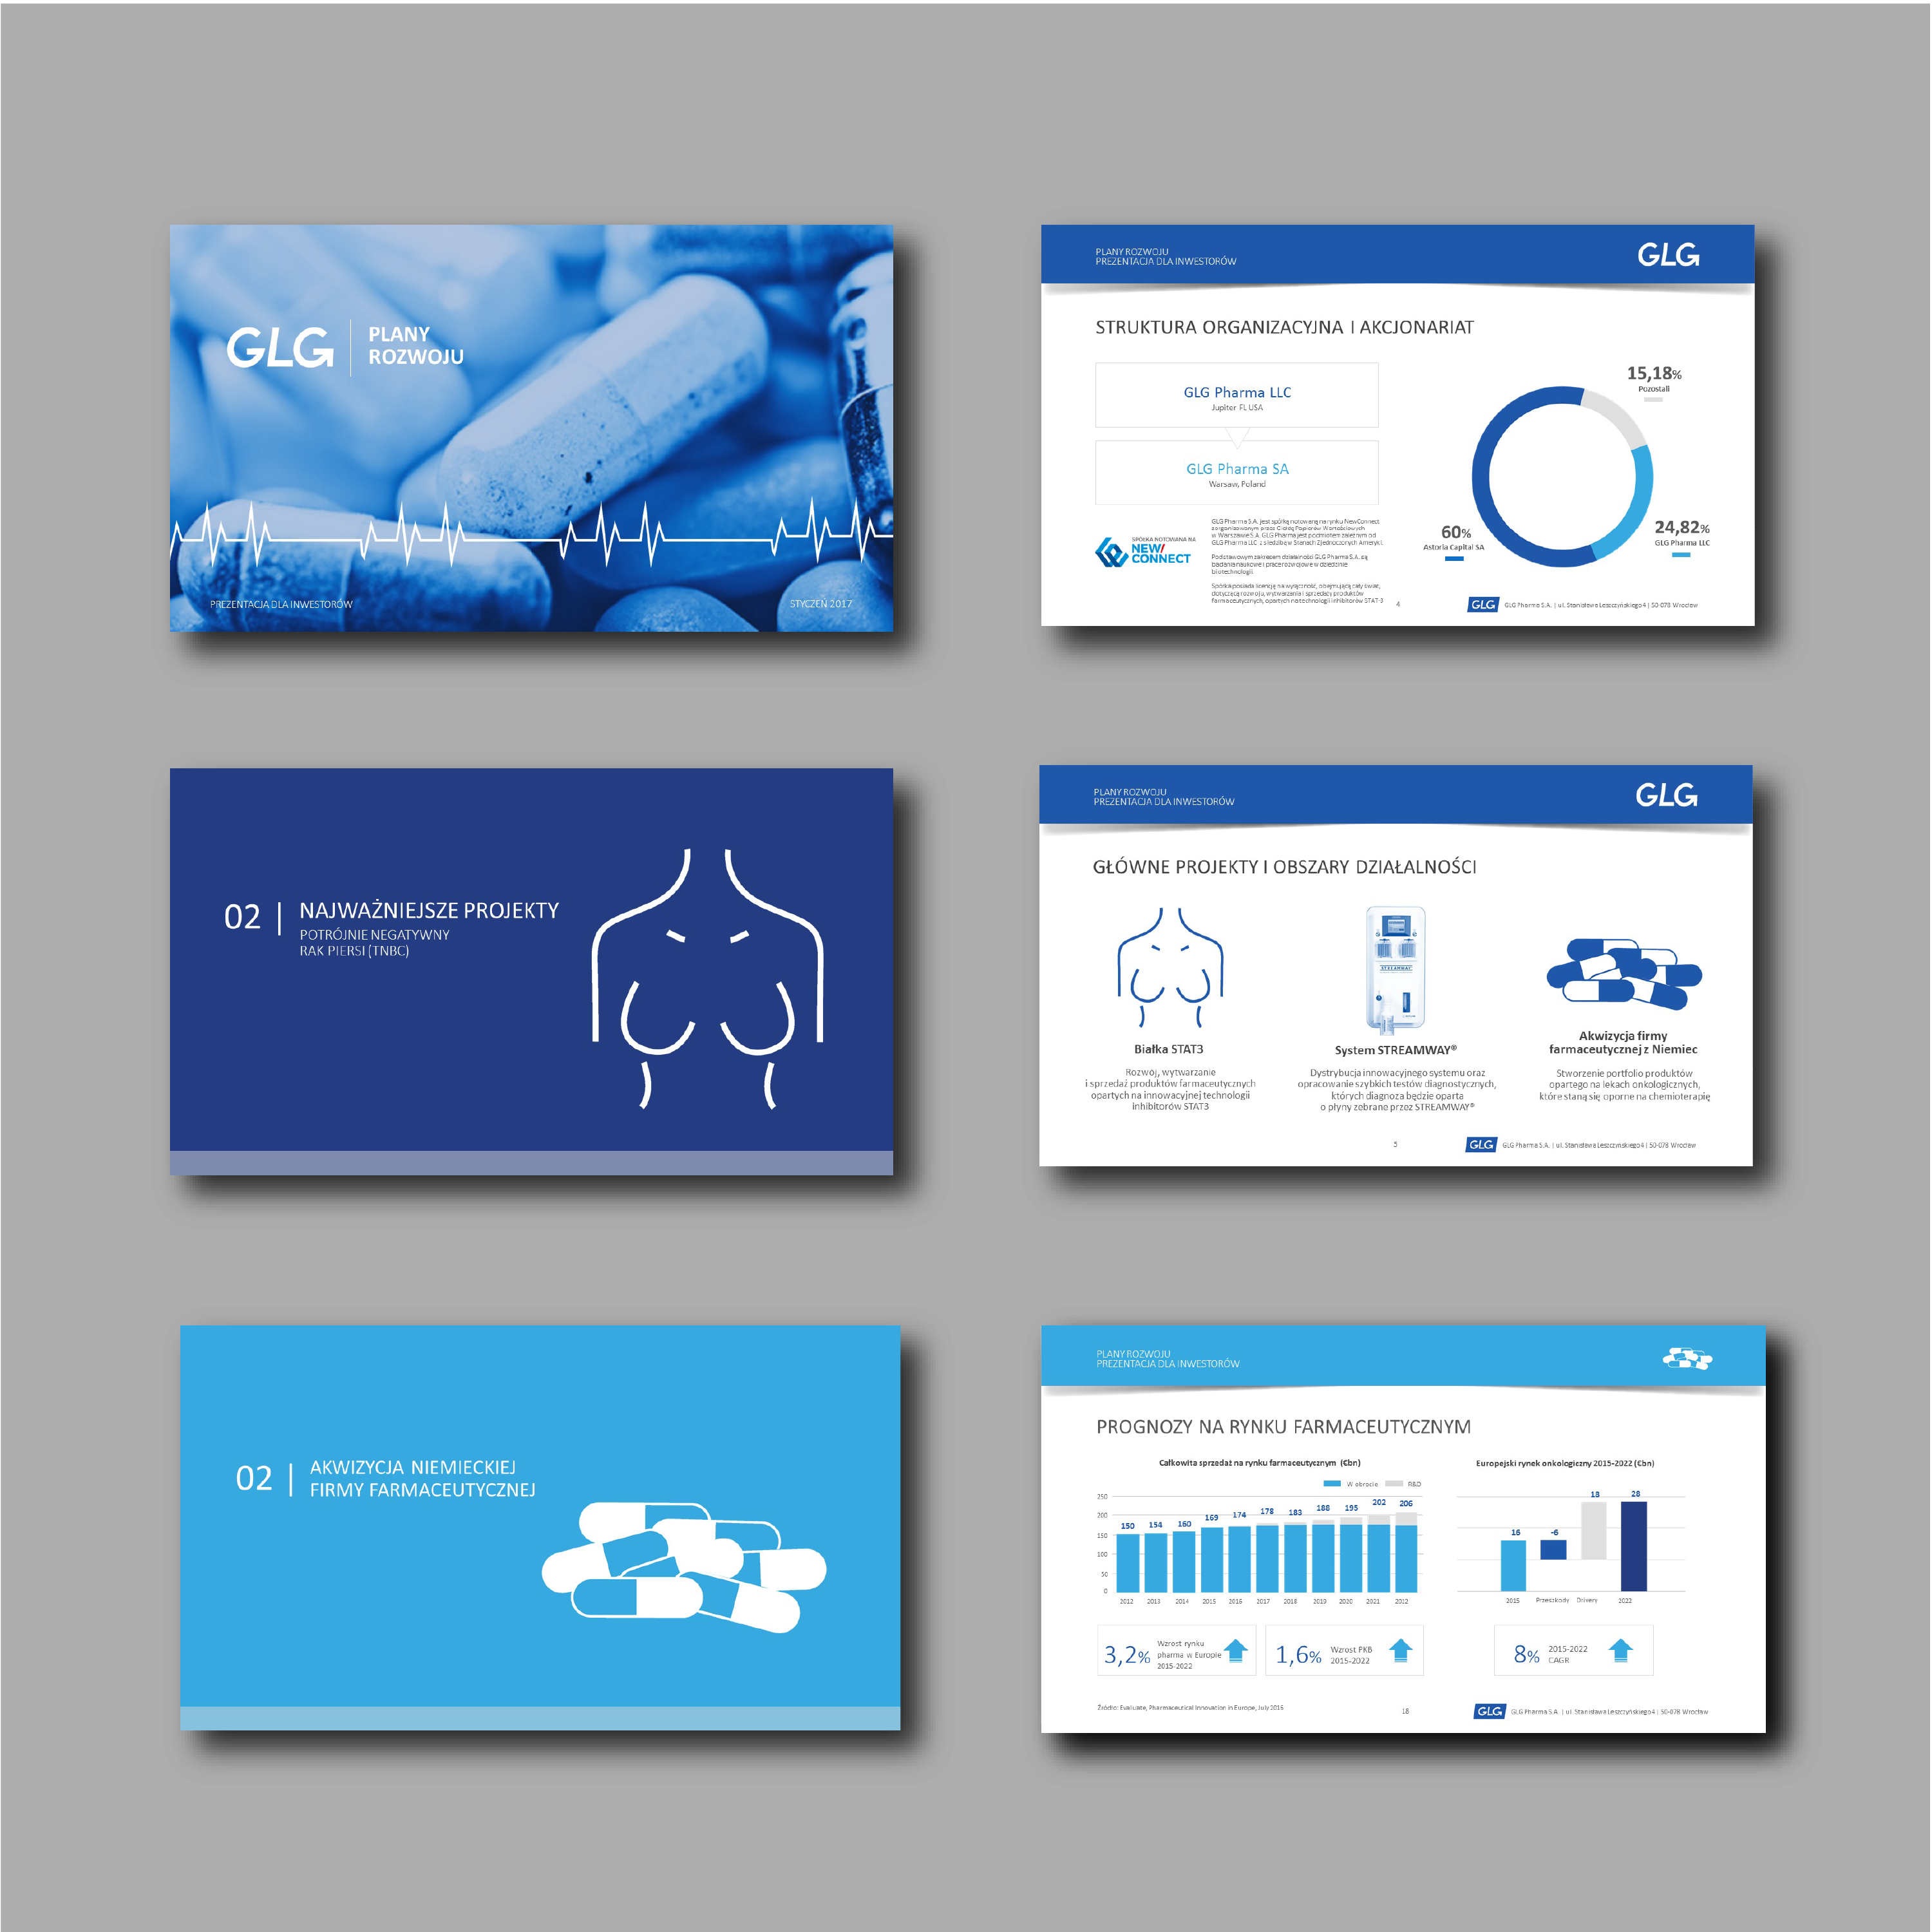 GLG
PLANY
ROZWOJU
PREZENTACJA DLA INWESTORÓW
STYCZEŃ 2017
PLANY ROZWOJU
PREZENTACJA DLA INWESTORÓW
GLG
STRUKTURA ORGANIZACYJNA I AKCJONARIAT
GLG Pharma LLC
Jupiter FL USA
GLG Pharma SA
Warsaw, Poland
SPÓŁKA NOTOWANA NA
NEW/
CONNECT
GLG Pharma S.A. jest spółką notowaną na rynku NewConnect
zorganizowanym przez Giełdę Papierów Wartościowych
w Warszawie S.A. GLG Pharma jest podmiotem zależnym od
GLG Pharma LLC z siedzibą w Stanach Zjednoczonych Ameryki.
Podstawowym zakresem działalności GLG Pharma S.A. są
badania naukowe i prace rozwojowe w dziedzinie
biotechnologii.
Spółka posiada licencję na wyłączność, obejmującą cały świat,
dotyczącą rozwoju, wytwarzania i sprzedaży produktów
farmaceutycznych, opartych na technologii inhibitorów STAT-3
15,18%
Pozostali
60%
Astoria Capital SA
24,82%
GLG Pharma LLC
4
GLG
GLG Pharma S.A. | ul. Stanisława Leszczyńskiego 4 | 50-078 Wrocław
02
NAJWAŻNIEJSZE PROJEKTY
POTRÓJNIE NEGATYWNY
RAK PIERSI (TNBC)
PLANY ROZWOJU
PREZENTACJA DLA INWESTORÓW
GLG
GŁÓWNE PROJEKTY I OBSZARY DZIAŁALNOŚCI
STREAMWAY
Białka STAT3
Rozwój, wytwarzanie
i sprzedaż produktów farmaceutycznych
opartych na innowacyjnej technologii
inhibitorów STAT3
System STREAMWAY®
Dystrybucja innowacyjnego systemu oraz
opracowanie szybkich testów diagnostycznych,
których diagnoza będzie oparta
o płyny zebrane przez STREAMWAY®
Akwizycja firmy
farmaceutycznej z Niemiec
Stworzenie portfolio produktów
opartego na lekach onkologicznych,
które staną się oporne na chemioterapię
5
GLG
GLG Pharma S.A. | ul. Stanisława Leszczyńskiego 4 | 50-078 Wrocław
02
AKWIZYCJA NIEMIECKIEJ
FIRMY FARMACEUTYCZNEJ
PLANY ROZWOJU
PREZENTACJA DLA INWESTORÓW
PROGNOZY NA RYNKU FARMACEUTYCZNYM
Całkowita sprzedaż na rynku farmaceutycznym (€bn)
W obrocie R&D
250
200
150
100
50
0
150 154 160 169 174 178 183 188 195 202 206
2012 2013 2014 2015 2016 2017 2018 2019 2020 2021 2012
Europejski rynek onkologiczny 2015-2022 (€bn)
16 -6 18 28
2015 Przeszkody Drivery 2022
3,2%
Wzrost rynku
pharma w Europie
2015-2022
1,6%
Wzrost PKB
2015-2022
8%
2015-2022
CAGR
Źródło: Evaluate, Pharmaceutical Innovation in Europe, July 2016
18
GLG
GLG Pharma S.A. | ul. Stanisława Leszczyńskiego 4 | 50-078 Wrocław